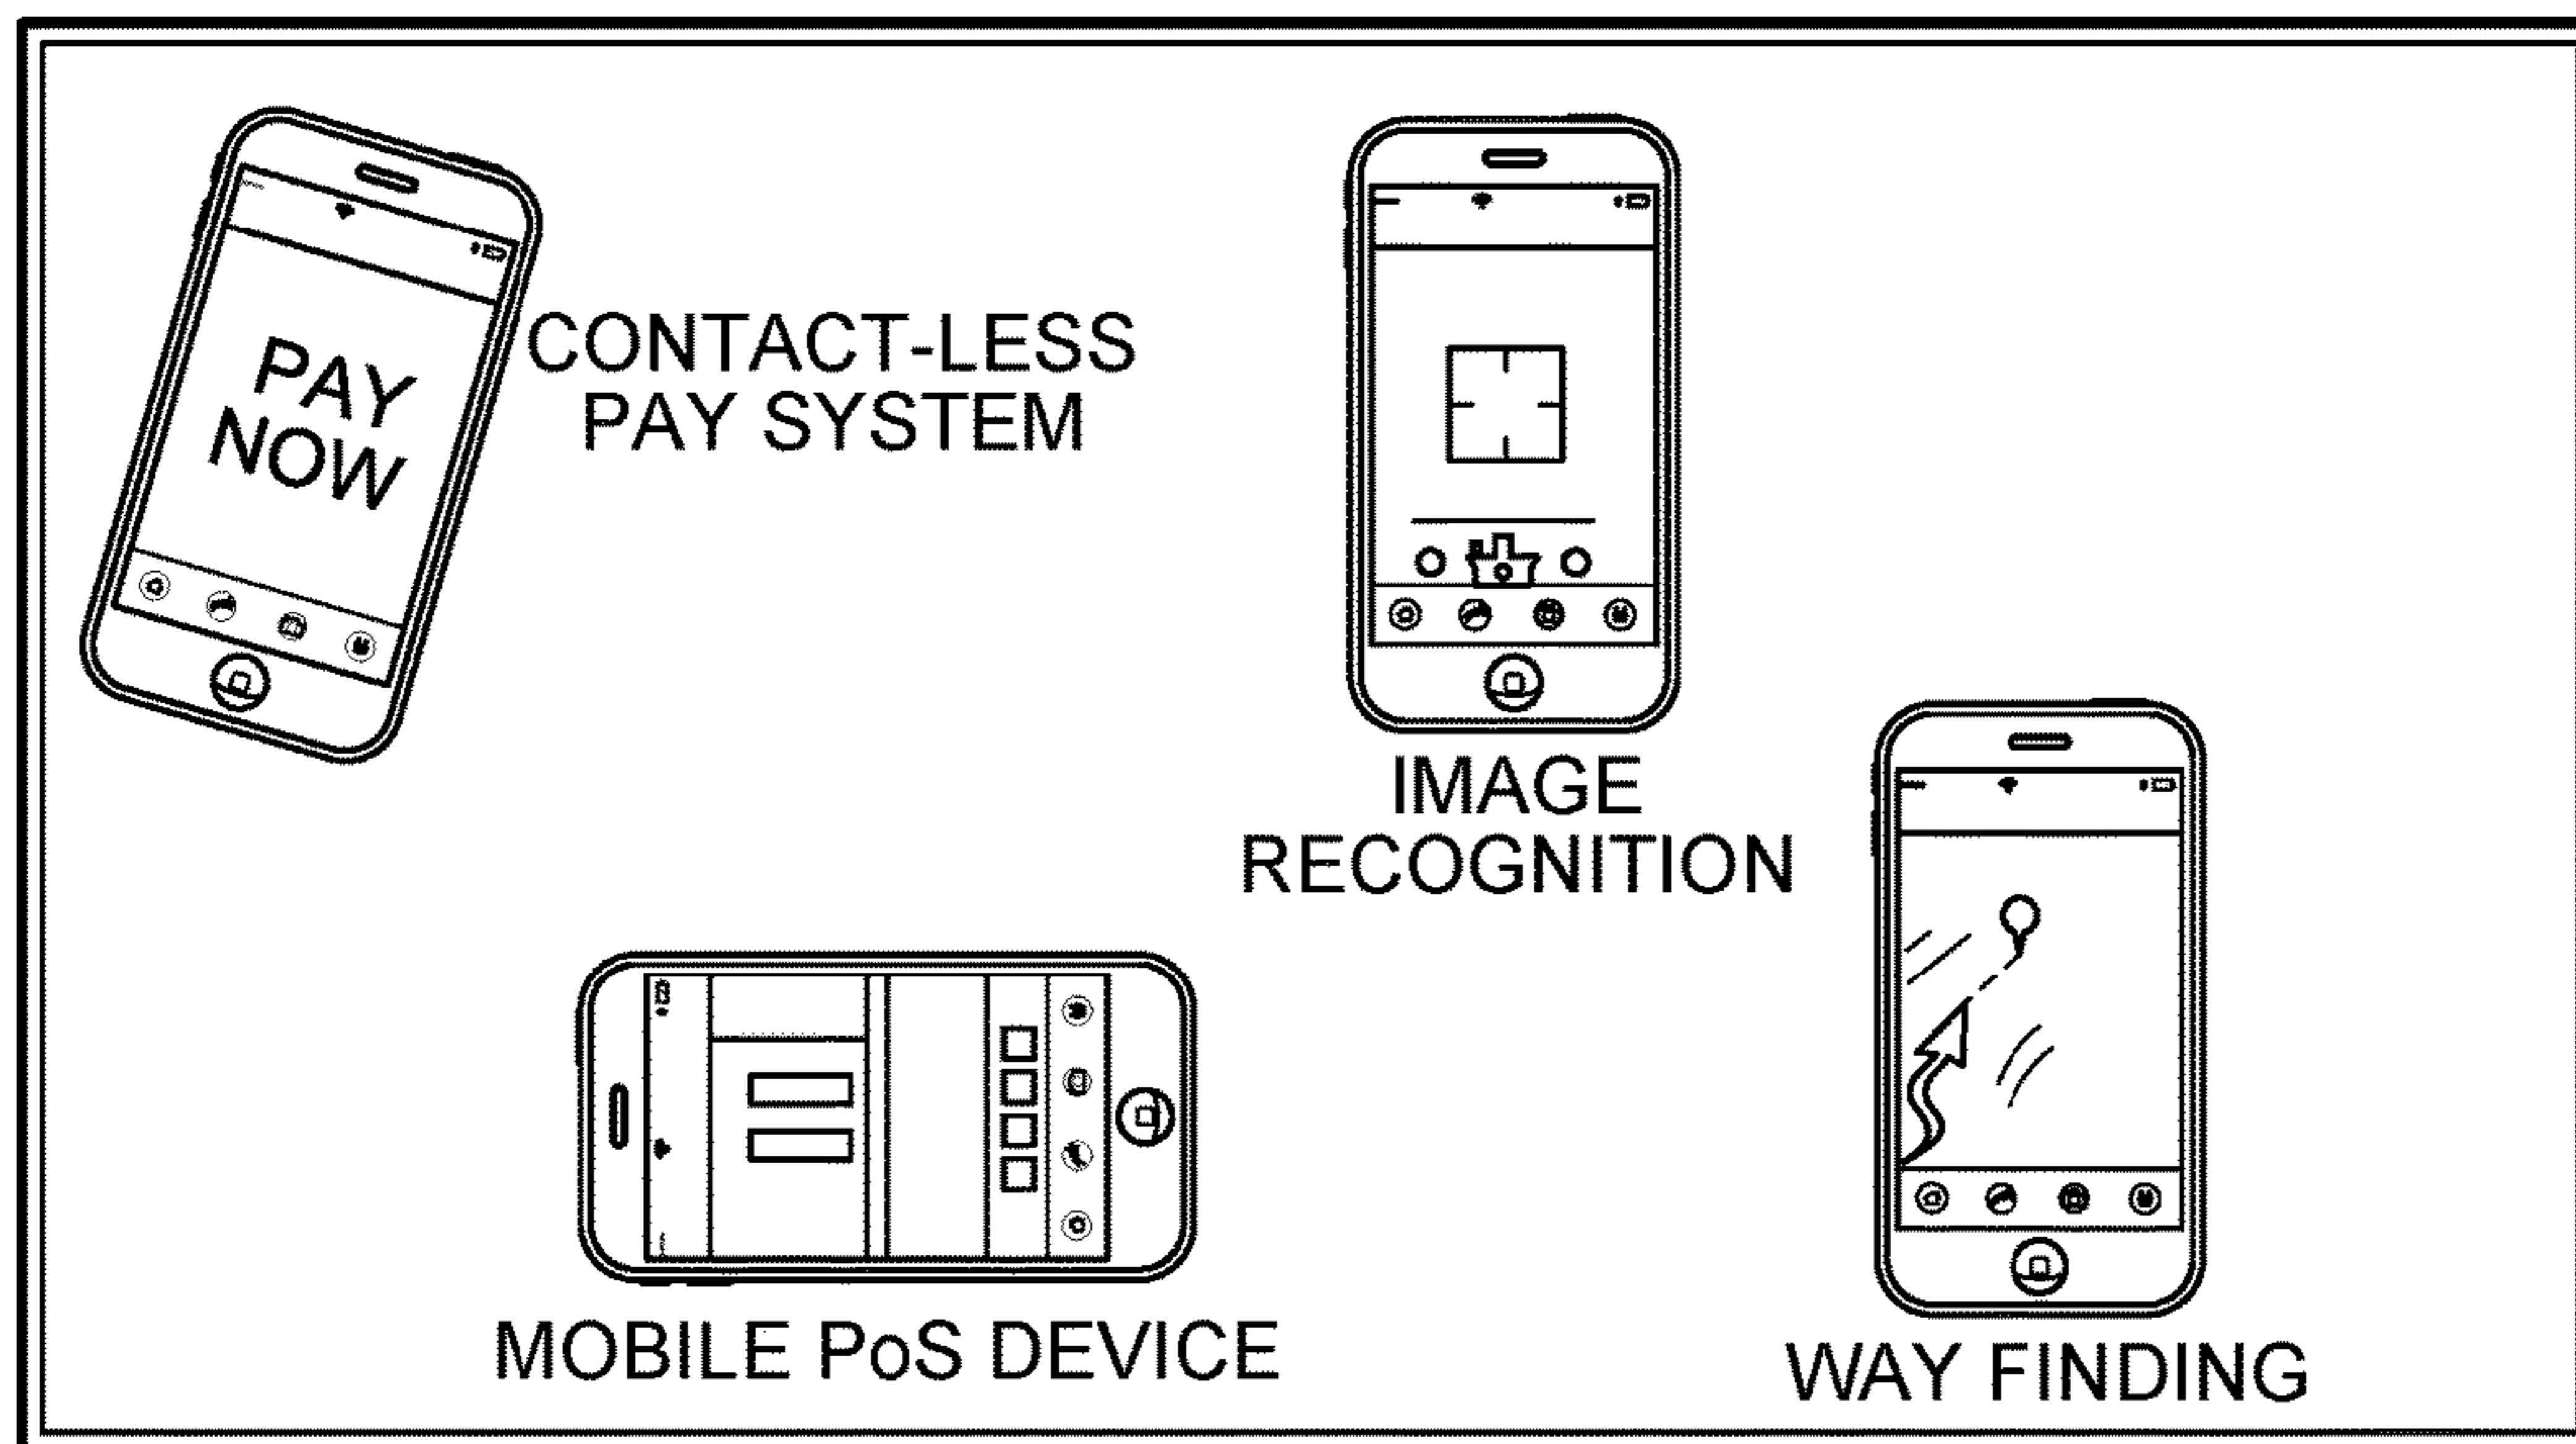 PAY
NOW
CONTACT-LESS
PAY SYSTEM
IMAGE
RECOGNITION
MOBILE PoS DEVICE
WAY FINDING